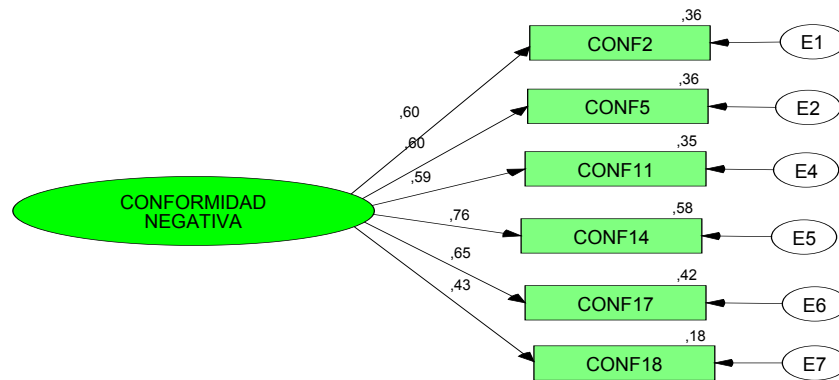 ,36
CONF2
E1
,60
,36
CONF5
E2
,60
,35
CONF11
E4
,59
CONFORMIDAD
NEGATIVA
,76
,58
CONF14
E5
,65
,42
CONF17
E6
,43
,18
CONF18
E7